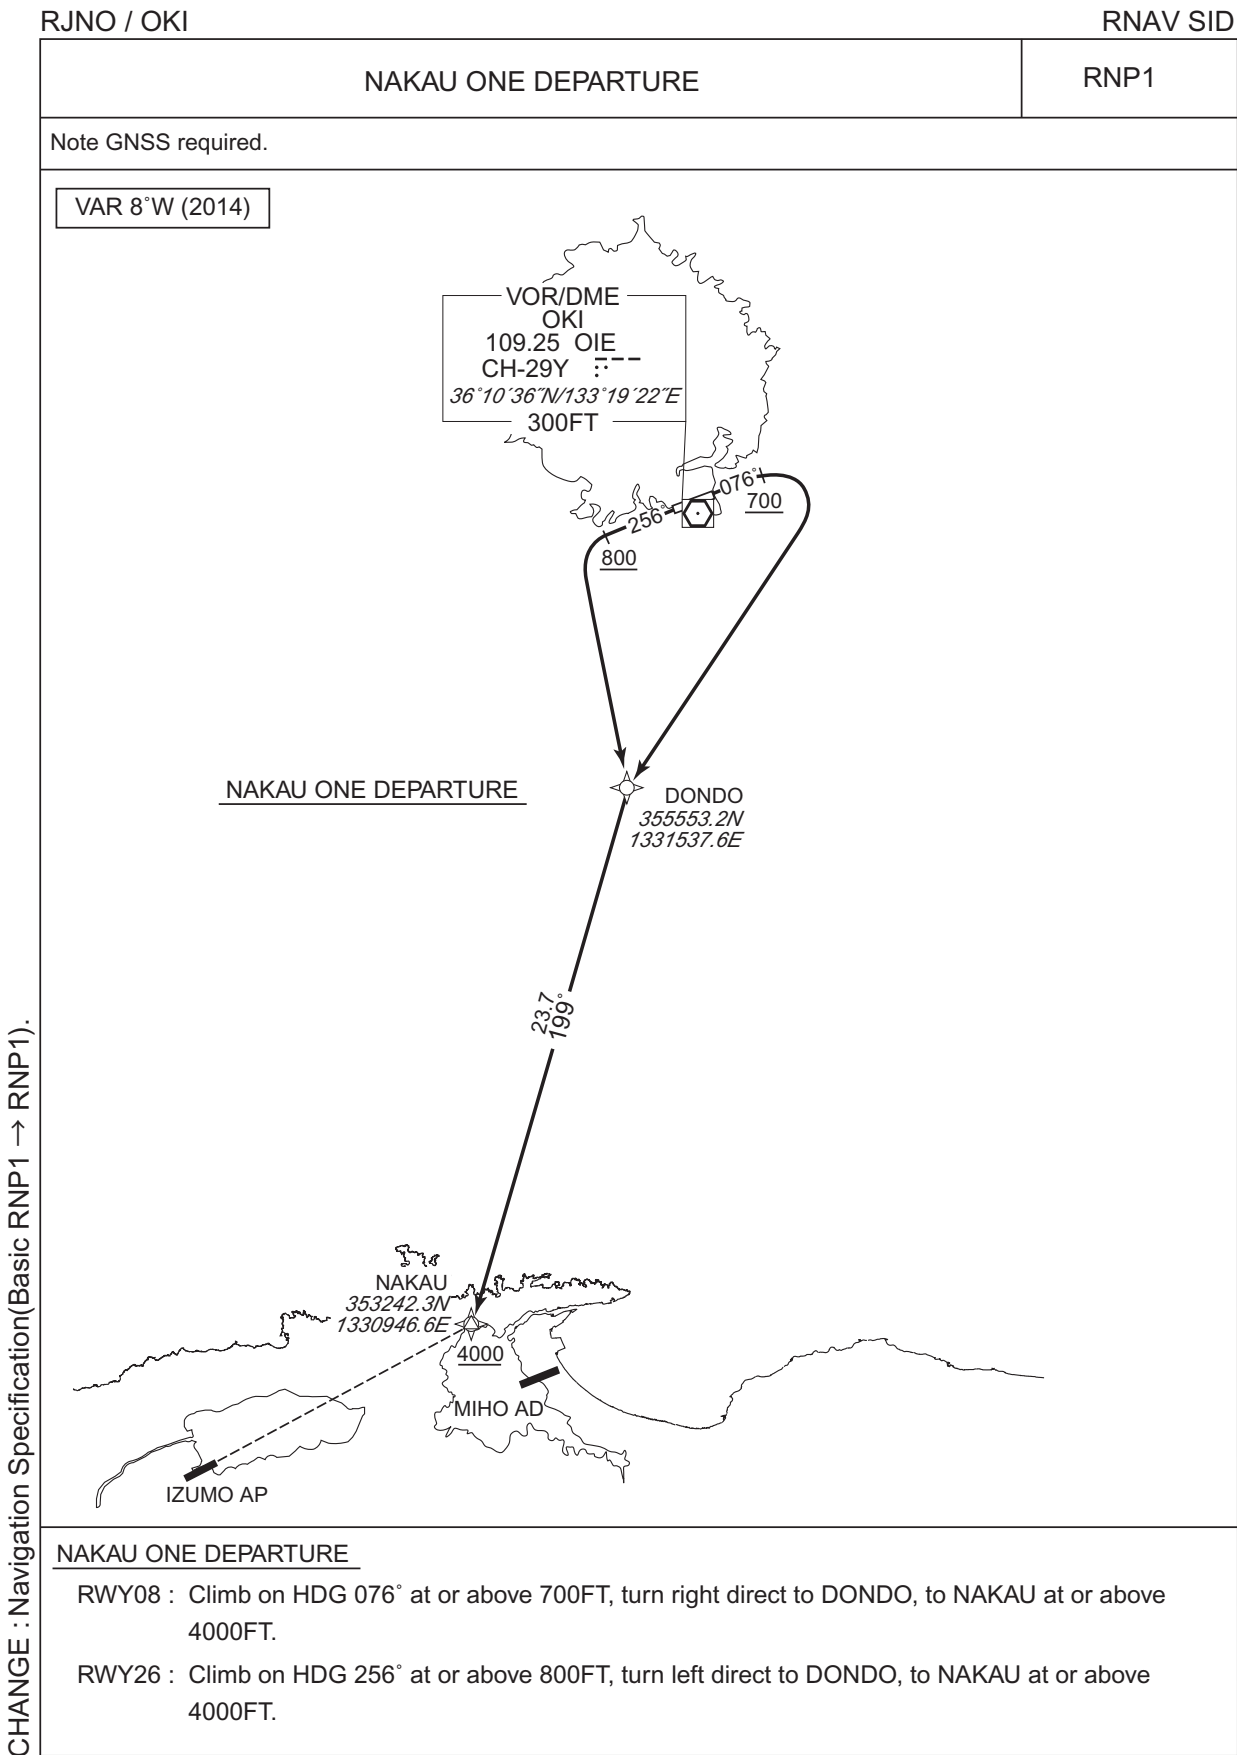 RJNO / OKI
RNAV SID
NAKAU ONE DEPARTURE
RNP1
Note GNSS required.
VAR 8˚W (2014)
VOR/DME
OKI
109.25 OIE
CH-29Y
36˚10´36˝N/133˚19´22˝E
300FT
076˚
700
256˚
800
NAKAU ONE DEPARTURE
DONDO
355553.2N
1331537.6E
23.7
199˚
NAKAU
353242.3N
1330946.6E
4000
MIHO AD
IZUMO AP
NAKAU ONE DEPARTURE
RWY08 : Climb on HDG 076˚ at or above 700FT, turn right direct to DONDO, to NAKAU at or above
4000FT.
RWY26 : Climb on HDG 256˚ at or above 800FT, turn left direct to DONDO, to NAKAU at or above
4000FT.
CHANGE : Navigation Specification(Basic RNP1 → RNP1).